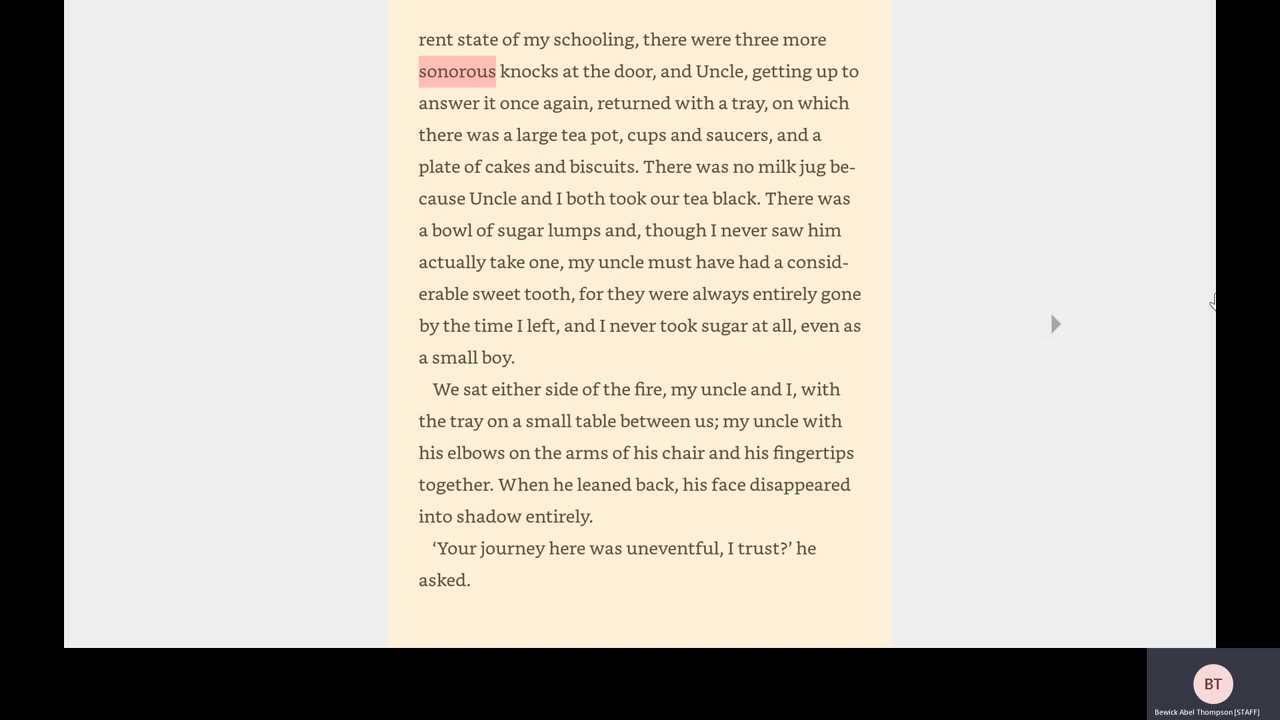 rent state of my schooling, there were three more
sonorous knocks at the door, and Uncle, getting up to
answer it once again, returned with a tray, on which
there was a large tea pot, cups and saucers, and a
plate of cakes and biscuits. There was no milk jug be-
cause Uncle and I both took our tea black. There was
a bowl of sugar lumps and, though I never saw him
actually take one, my uncle must have had a consid-
erable sweet tooth, for they were always entirely gone
by the time I left, and I never took sugar at all, even as
a small boy.
We sat either side of the fire, my uncle and I, with
the tray on a small table between us; my uncle with
his elbows on the arms of his chair and his fingertips
together. When he leaned back, his face disappeared
into shadow entirely.
‘Your journey here was uneventful, I trust?’ he
asked.
BT
Bewick Abel Thompson [STAFF]